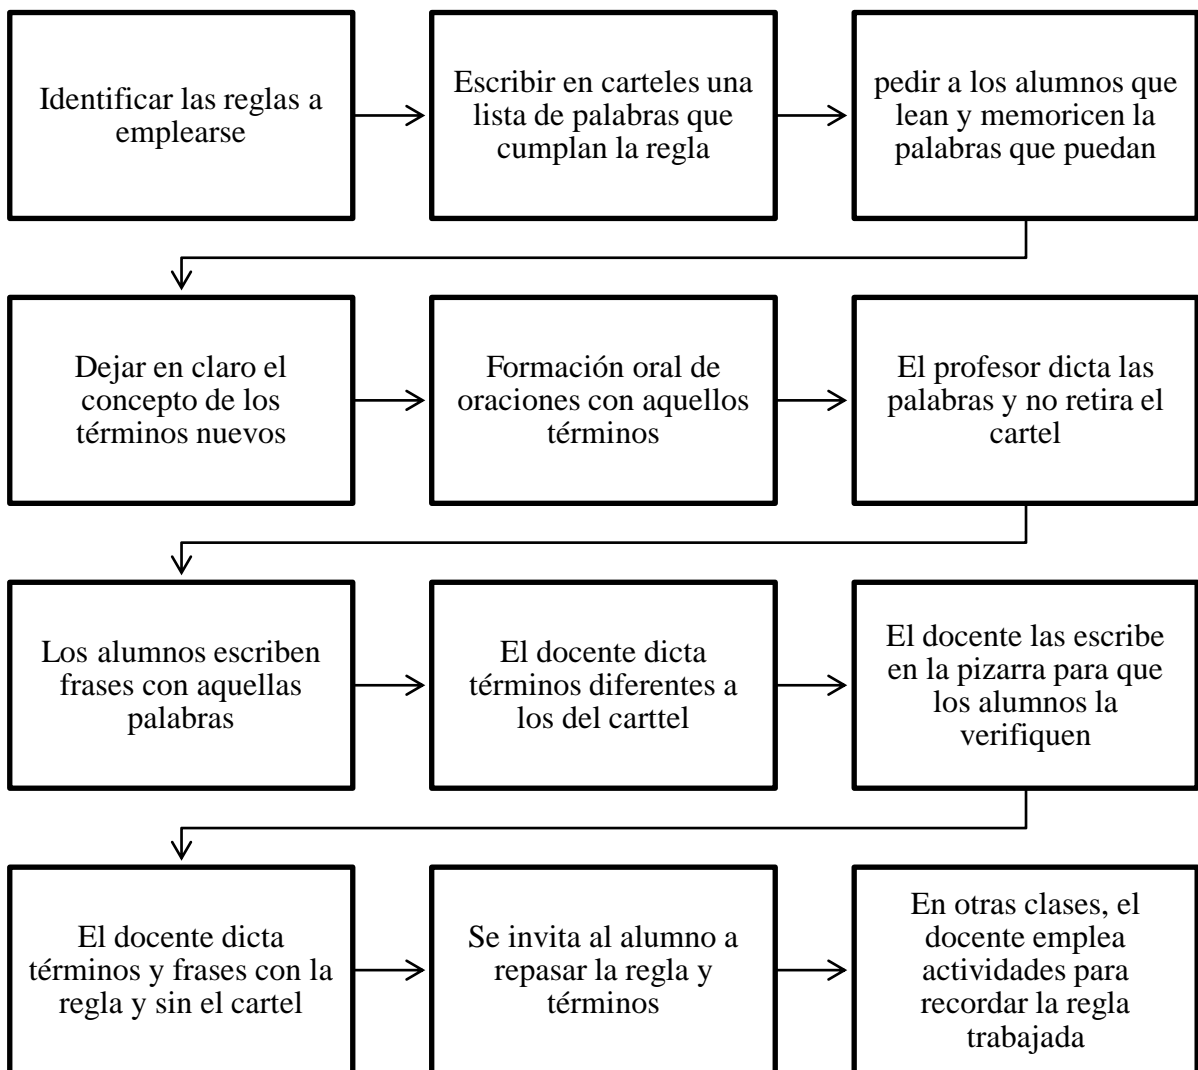 Identificar las reglas a
emplearse
Escribir en carteles una
lista de palabras que
cumplan la regla
pedir a los alumnos que
lean y memoricen la
palabras que puedan
Dejar en claro el
concepto de los
términos nuevos
Formación oral de
oraciones con aquellos
términos
El profesor dicta las
palabras y no retira el
cartel
Los alumnos escriben
frases con aquellas
palabras
El docente dicta
términos diferentes a
los del carttel
El docente las escribe
en la pizarra para que
los alumnos la
verifiquen
El docente dicta
términos y frases con la
regla y sin el cartel
Se invita al alumno a
repasar la regla y
términos
En otras clases, el
docente emplea
actividades para
recordar la regla
trabajada